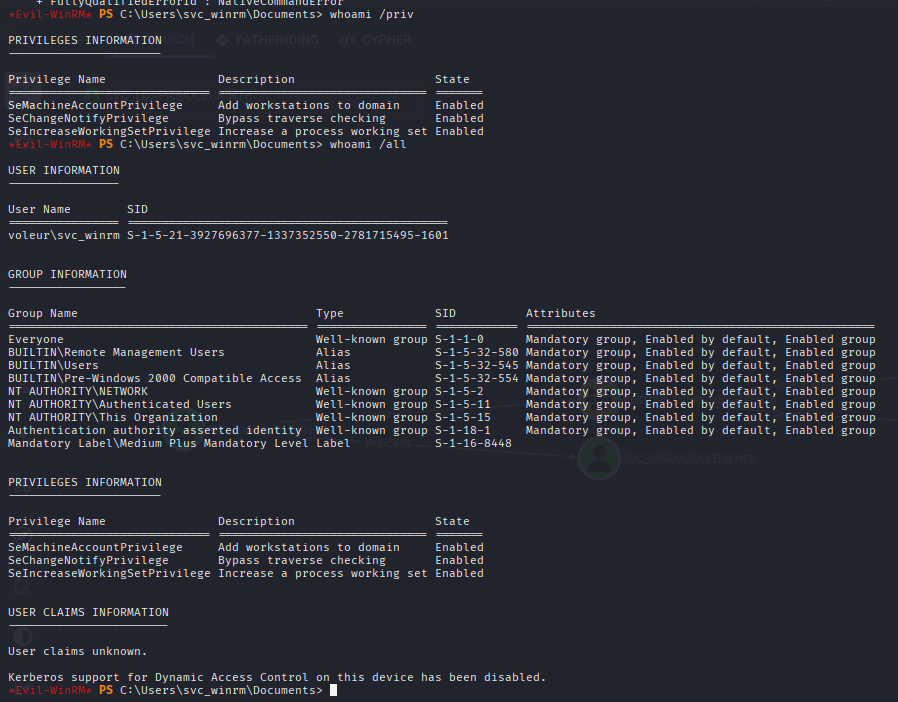 + FullyQualifiedErrorId : NativeCommandError
*Evil-WinRM* PS C:\Users\svc_winrm\Documents> whoami /priv
PRIVILEGES INFORMATION
PATHFINDING
CYPHER
Privilege Name Description State
SeMachineAccountPrivilege Add workstations to domain Enabled
SeChangeNotifyPrivilege Bypass traverse checking Enabled
SeIncreaseWorkingSetPrivilege Increase a process working set Enabled
*Evil-WinRM* PS C:\Users\svc_winrm\Documents> whoami /all
USER INFORMATION
User Name SID
voleur\svc_winrm S-1-5-21-3927696377-1337352550-2781715495-1601
GROUP INFORMATION
Group Name Type SID Attributes
Everyone Well-known group S-1-1-0 Mandatory group, Enabled by default, Enabled group
BUILTIN\Remote Management Users Alias S-1-5-32-580 Mandatory group, Enabled by default, Enabled group
BUILTIN\Users Alias S-1-5-32-545 Mandatory group, Enabled by default, Enabled group
BUILTIN\Pre-Windows 2000 Compatible Access Alias S-1-5-32-554 Mandatory group, Enabled by default, Enabled group
NT AUTHORITY\NETWORK Well-known group S-1-5-2 Mandatory group, Enabled by default, Enabled group
NT AUTHORITY\Authenticated Users Well-known group S-1-5-11 Mandatory group, Enabled by default, Enabled group
NT AUTHORITY\This Organization Well-known group S-1-5-15 Mandatory group, Enabled by default, Enabled group
Authentication authority asserted identity Well-known group S-1-18-1 Mandatory group, Enabled by default, Enabled group
Mandatory Label\Medium Plus Mandatory Level Label S-1-16-8448
SVC_WINRM@VOLEUR.HTB
PRIVILEGES INFORMATION
Privilege Name Description State
SeMachineAccountPrivilege Add workstations to domain Enabled
SeChangeNotifyPrivilege Bypass traverse checking Enabled
SeIncreaseWorkingSetPrivilege Increase a process working set Enabled
USER CLAIMS INFORMATION
User claims unknown.
Kerberos support for Dynamic Access Control on this device has been disabled.
*Evil-WinRM* PS C:\Users\svc_winrm\Documents>